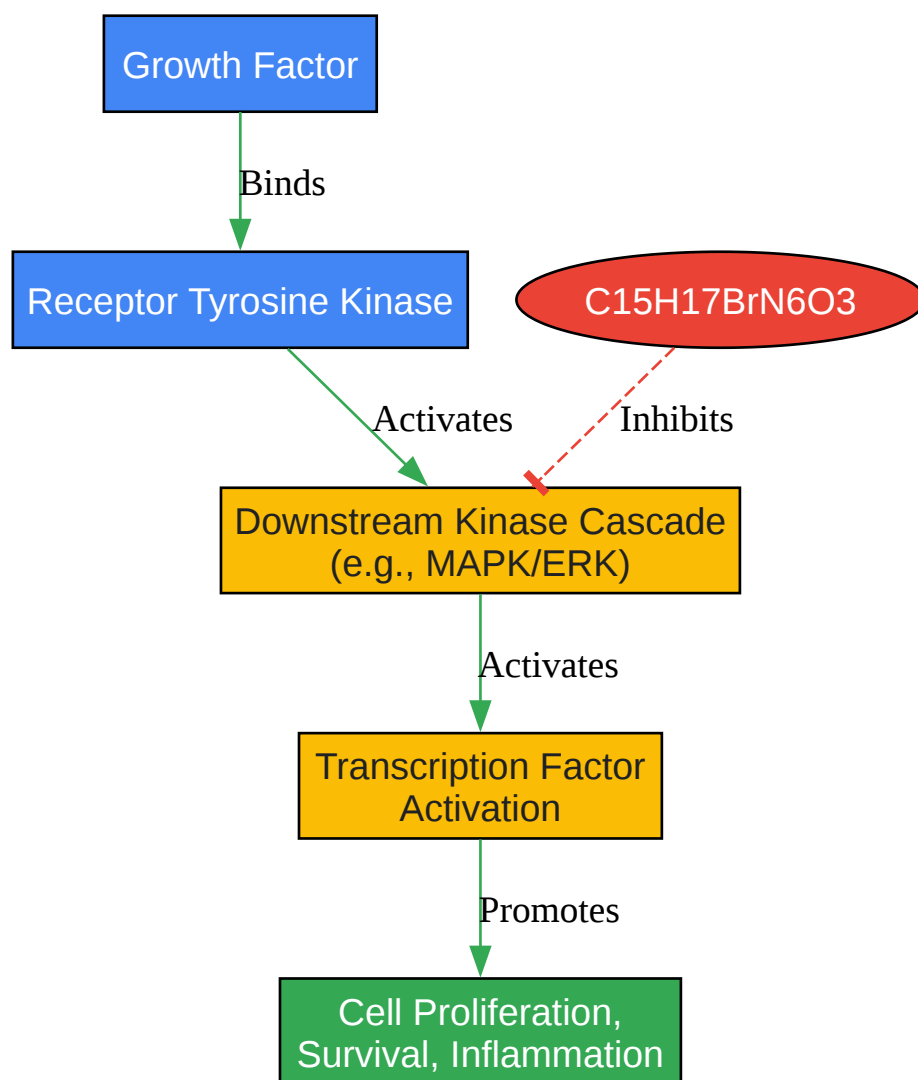 Growth Factor
Binds
Receptor Tyrosine Kinase
C15H17BrN6O3
Activates
Inhibits
Downstream Kinase Cascade
(e.g., MAPK/ERK)
Activates
Transcription Factor
Activation
Promotes
Cell Proliferation,
Survival, Inflammation